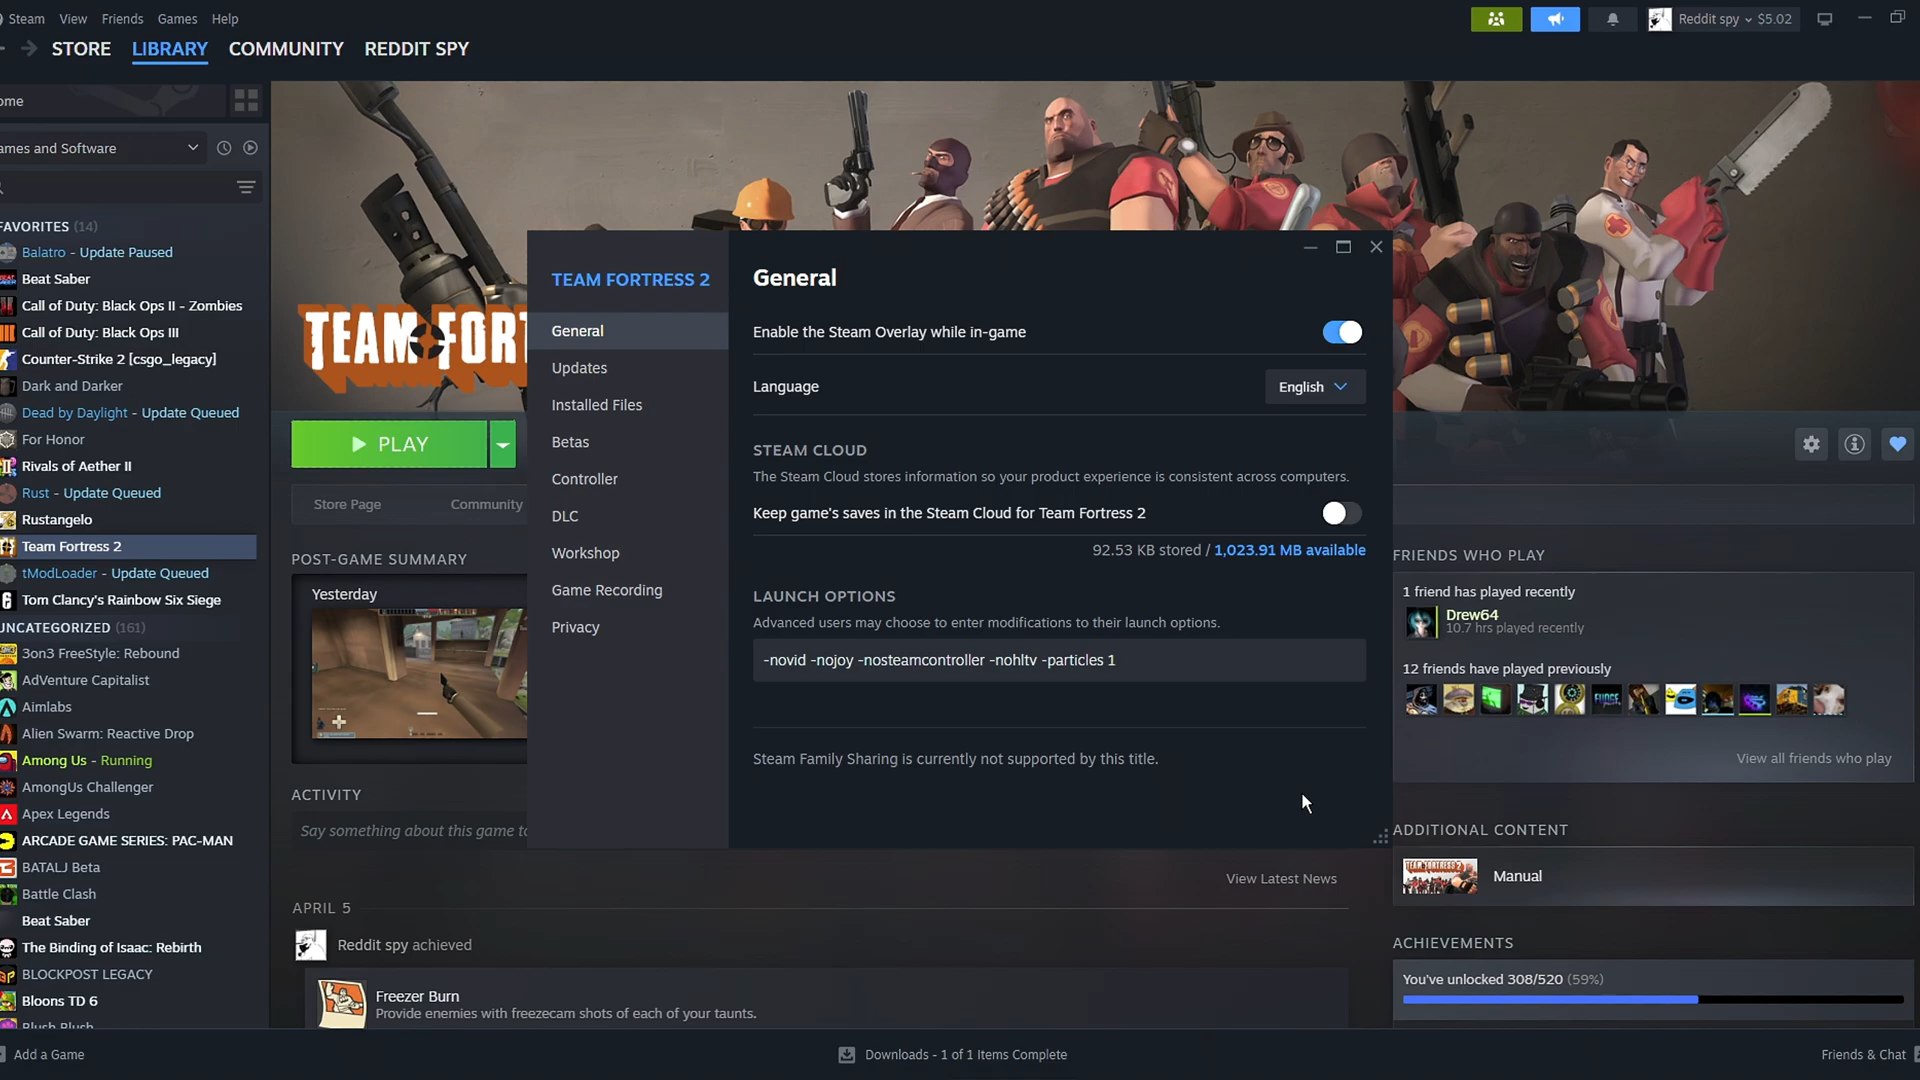 Steam View Friends Games Help
Reddit spy $5.02
STORE LIBRARY COMMUNITY REDDIT SPY
ome
ames and Software
FAVORITES (14)
Balatro - Update Paused
Beat Saber
Call of Duty: Black Ops II - Zombies
Call of Duty: Black Ops III
Counter-Strike 2 [csgo_legacy]
Dark and Darker
Dead by Daylight - Update Queued
For Honor
Rivals of Aether II
Rust - Update Queued
Rustangelo
Team Fortress 2
tModLoader - Update Queued
Tom Clancy's Rainbow Six Siege
UNCATEGORIZED (161)
3on3 FreeStyle: Rebound
AdVenture Capitalist
Aimlabs
Alien Swarm: Reactive Drop
Among Us - Running
AmongUs Challenger
Apex Legends
ARCADE GAME SERIES: PAC-MAN
BATALJ Beta
Battle Clash
Beat Saber
The Binding of Isaac: Rebirth
BLOCKPOST LEGACY
Bloons TD 6
Blush Blush
Add a Game
TEAM FORT
PLAY
Store Page Community
POST-GAME SUMMARY
Yesterday
ACTIVITY
Say something about this game to
View Latest News
APRIL 5
Reddit spy achieved
Freezer Burn
Provide enemies with freezecam shots of each of your taunts.
TEAM FORTRESS 2
General
Updates
Installed Files
Betas
Controller
DLC
Workshop
Game Recording
Privacy
General
Enable the Steam Overlay while in-game
Language English
STEAM CLOUD
The Steam Cloud stores information so your product experience is consistent across computers.
Keep game's saves in the Steam Cloud for Team Fortress 2
92.53 KB stored / 1,023.91 MB available
LAUNCH OPTIONS
Advanced users may choose to enter modifications to their launch options.
-novid -nojoy -nosteamcontroller -nohltv -particles 1
Steam Family Sharing is currently not supported by this title.
FRIENDS WHO PLAY
1 friend has played recently
Drew64
10.7 hrs played recently
12 friends have played previously
FUDGE
View all friends who play
ADDITIONAL CONTENT
TEAM FORTRESS 2
Manual
ACHIEVEMENTS
You've unlocked 308/520 (59%)
Downloads - 1 of 1 Items Complete
Friends & Chat